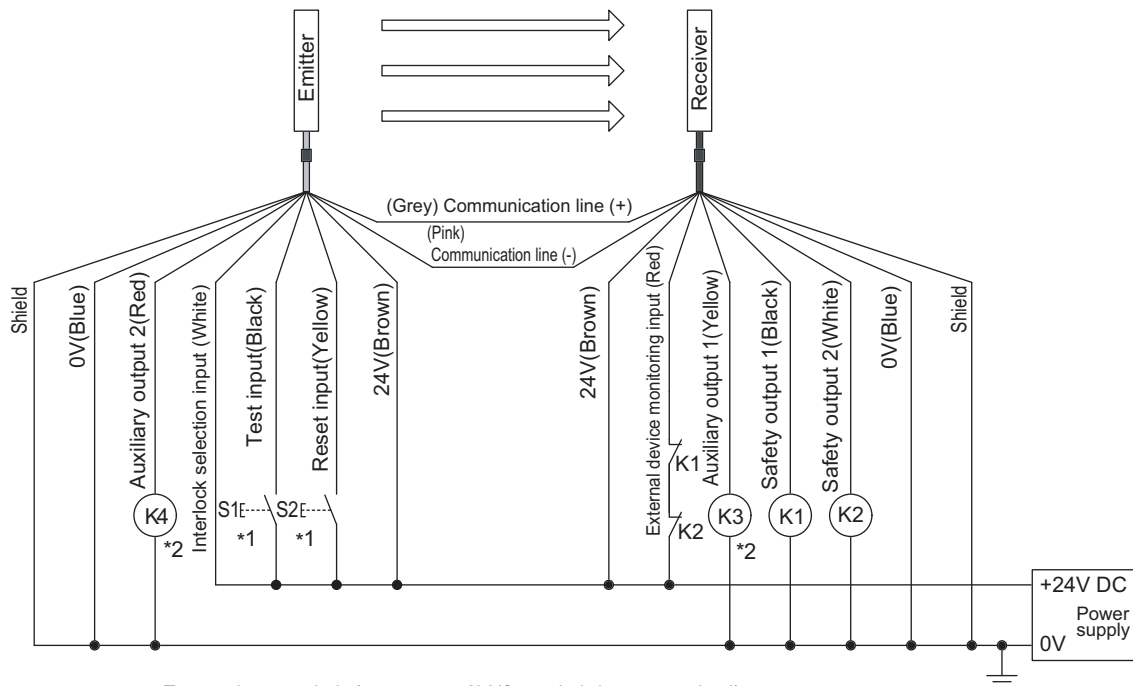 Emitter
Receiver
(Grey) Communication line (+)
(Pink)
Communication line (-)
Shield
0V(Blue)
Auxiliary output 2(Red)
Interlock selection input (White)
Test input(Black)
Reset input(Yellow)
24V(Brown)
24V(Brown)
External device monitoring input (Red)
Auxiliary output 1(Yellow)
Safety output 1(Black)
Safety output 2(White)
0V(Blue)
Shield
K1
K2
K4
*2
S1
*1
S2
*1
K3
*2
K1
K2
+24V DC
Power
supply
0V